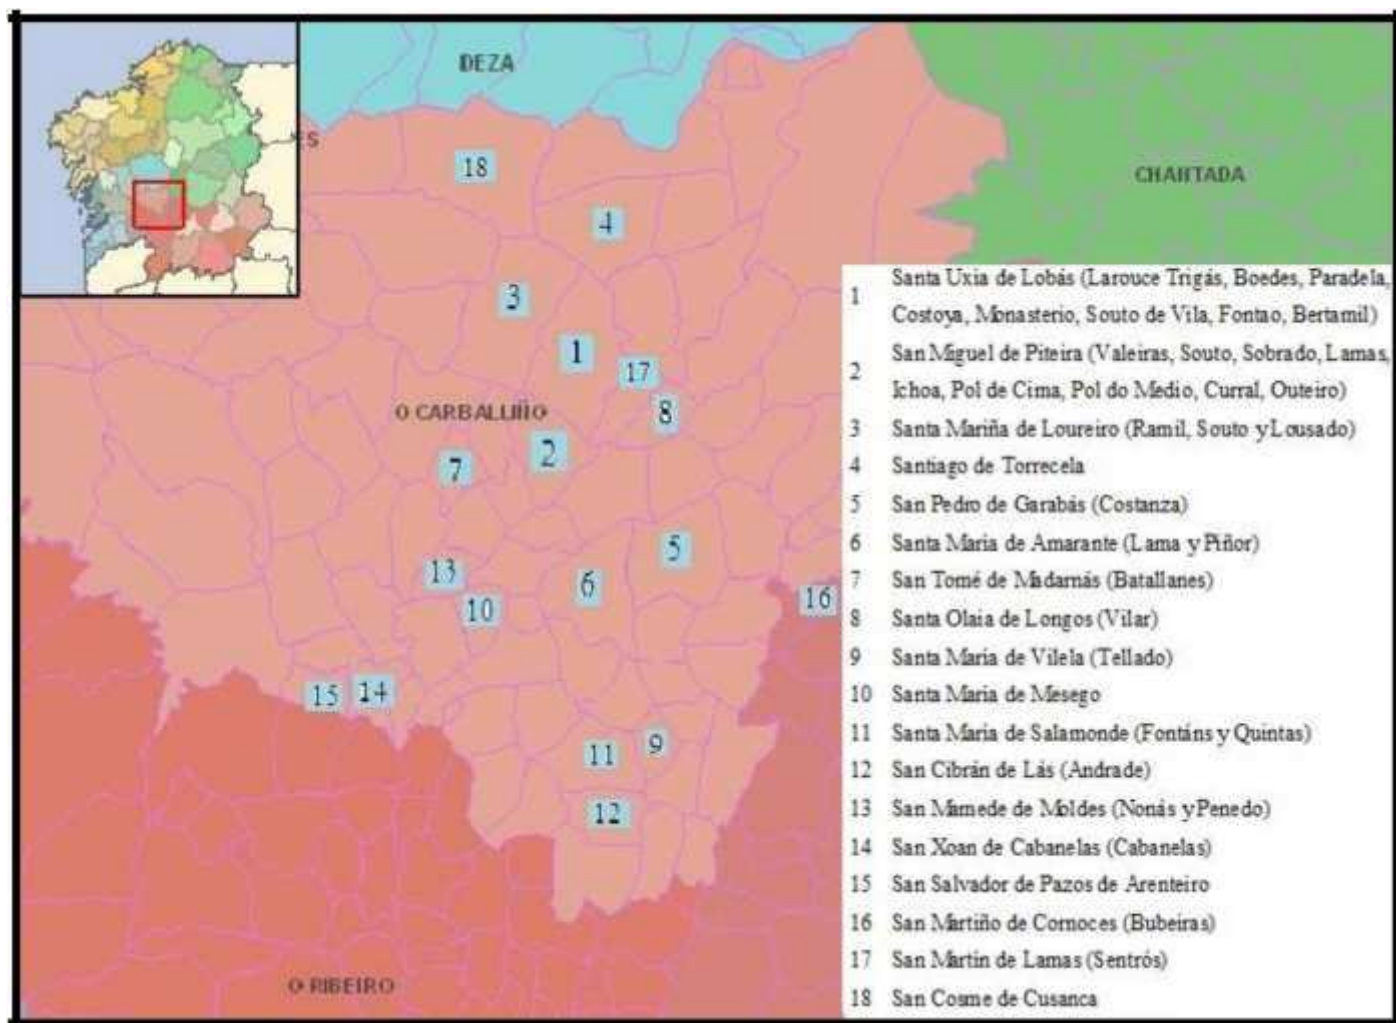 DEZA
ES
18
CHANTADA
4
3
1
17
O CARBALLIÑO
8
2
7
5
13
6
10
16
15
14
11
9
12
O RIBEIRO
1 Santa Uxia de Lobás (Larouce Trigás, Boedes, Paradela,
Costoya, Monasterio, Souto de Vila, Fontao, Bertamil)
2 San Miguel de Piteira (Valeiras, Souto, Sobrado, Lamas,
Ichoa, Pol de Cima, Pol do Medio, Curral, Outeiro)
3 Santa Mariña de Loureiro (Ramil, Souto y Lousado)
4 Santiago de Torrecela
5 San Pedro de Garabás (Costanza)
6 Santa María de Amarante (Lama y Piñor)
7 San Tomé de Madarnás (Batallanes)
8 Santa Olaia de Longos (Vilar)
9 Santa María de Vilela (Tellado)
10 Santa María de Mesego
11 Santa María de Salamonde (Fontáns y Quintas)
12 San Cibrán de Lás (Andrade)
13 San Mamede de Moldes (Nonás y Penedo)
14 San Xoan de Cabanelas (Cabanelas)
15 San Salvador de Pazos de Arenteiro
16 San Martiño de Cornoces (Bubeiras)
17 San Martín de Lamas (Sentrós)
18 San Cosme de Cusanca